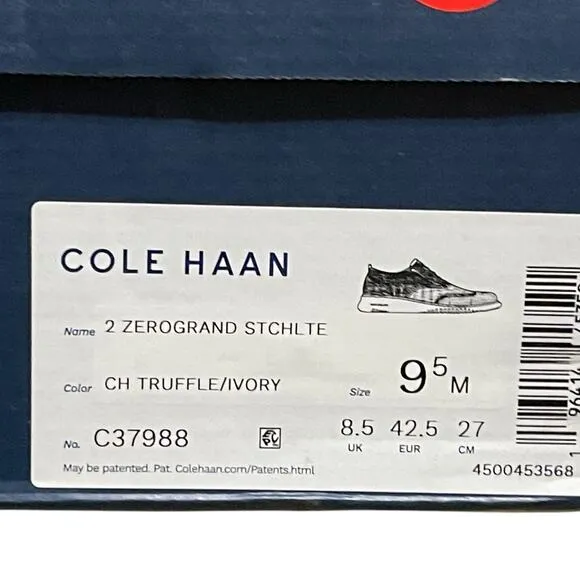 COLE HAAN
Name 2 ZEROGRAND STCHLTE
Color CH TRUFFLE/IVORY
Size 9 5 M
No. C37988
8.5 42.5 27
UK EUR CM
May be patented. Pat. Colehaan.com/Patents.html
4500453568